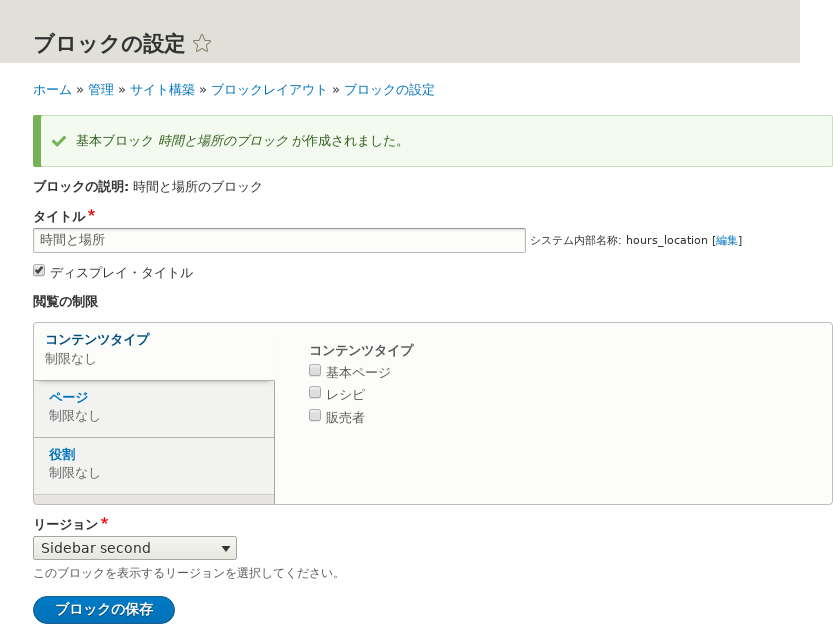 ブロックの設定
ホーム » 管理 » サイト構築 » ブロックレイアウト » ブロックの設定
基本ブロック 時間と場所のブロック が作成されました。
ブロックの説明: 時間と場所のブロック
タイトル*
時間と場所 システム内部名称: hours_location [編集]
ディスプレイ・タイトル
閲覧の制限
コンテンツタイプ
制限なし
ページ
制限なし
役割
制限なし
コンテンツタイプ
基本ページ
レシピ
販売者
リージョン*
Sidebar second
このブロックを表示するリージョンを選択してください。
ブロックの保存